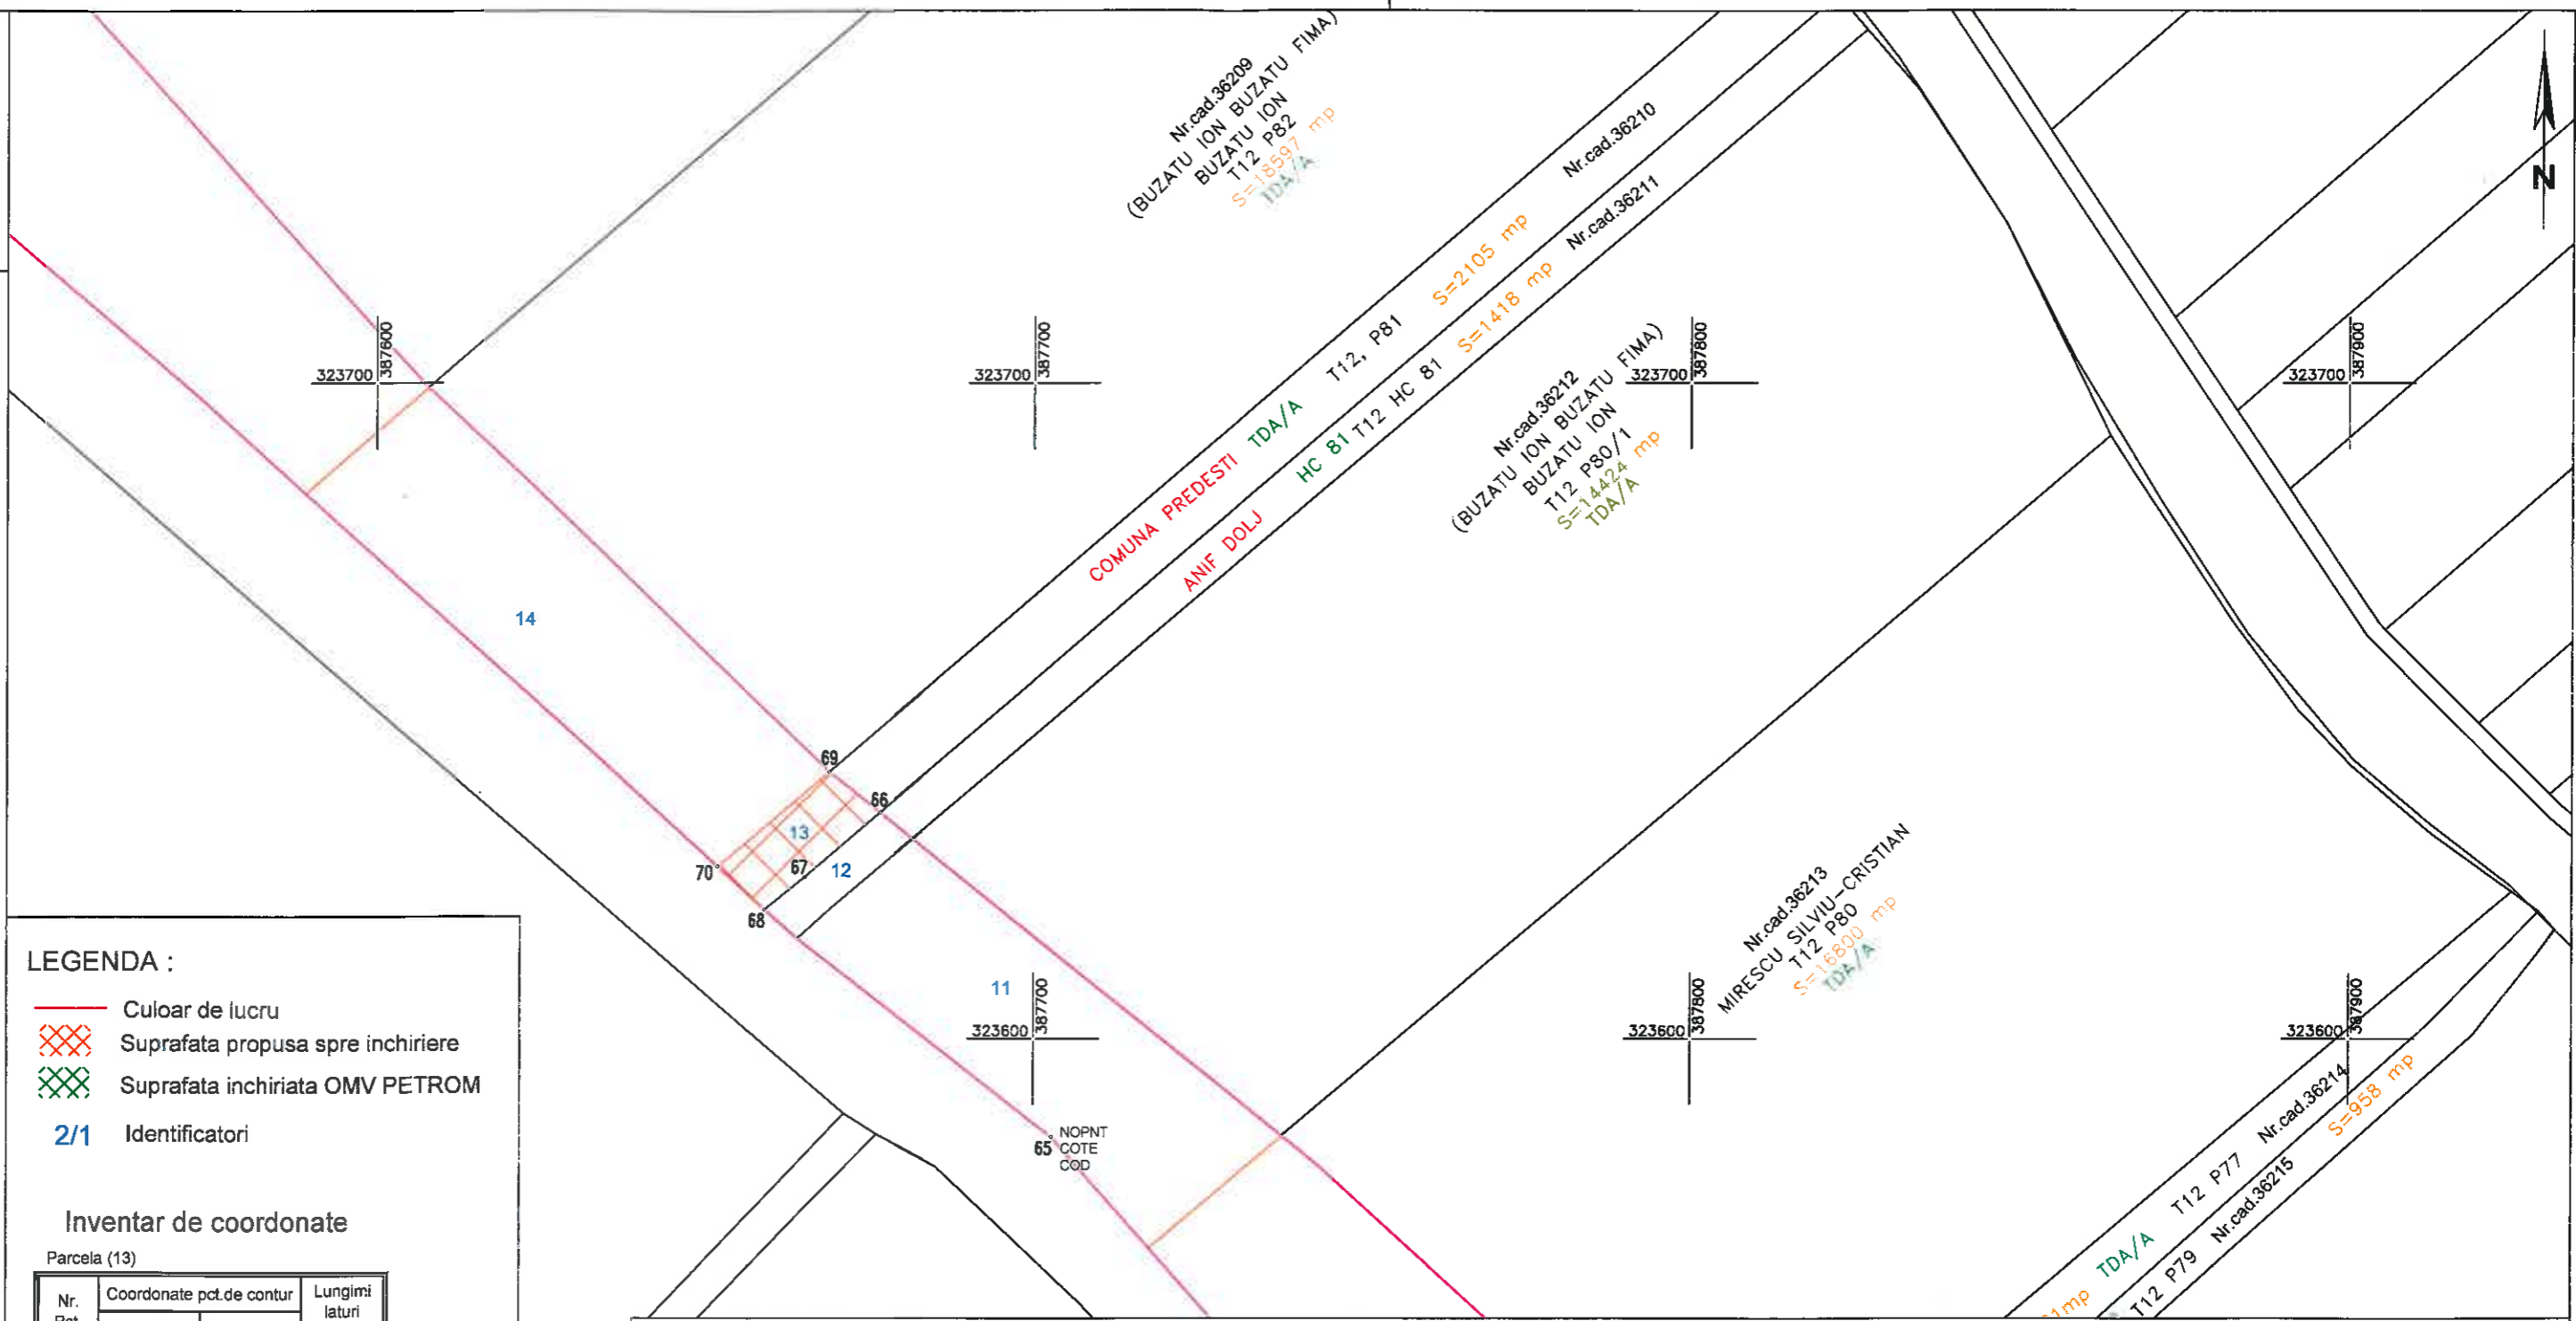 Nr.cad.36209
(BUZATU ION BUZATU FIMA)
BUZATU ION
T12 P82
S=18597 mp
TDA/A
N
COMUNA PREDESTI TDA/A T12, P81 S=2105 mp Nr.cad.36210
ANIF DOLJ HC 81 T12 HC 81 S=1418 mp Nr.cad.36211
323700 387600
323700 387700
323700 387800
323700 387900
Nr.cad.36212
(BUZATU ION BUZATU FIMA)
BUZATU ION
T12 P80/1
S=14424 mp
TDA/A
14
69
66
13
67
12
70
68
11
Nr.cad.36213
MIRESCU SILVIU-CRISTIAN
T12 P80
S=16800 mp
TDA/A
323600 387700
323600 387800
323600 387900
65
NOPNT
COTE
COD
1mp TDA/A T12 P77 Nr.cad.36214
T12 P79 Nr.cad.36215 S=958 mp
LEGENDA :
Culoar de lucru
Suprafata propusa spre inchiriere
Suprafata inchiriata OMV PETROM
2/1 Identificatori
Inventar de coordonate
Parcela (13)
Nr. Coordonate pct.de contur Lungimi
Pct. laturi